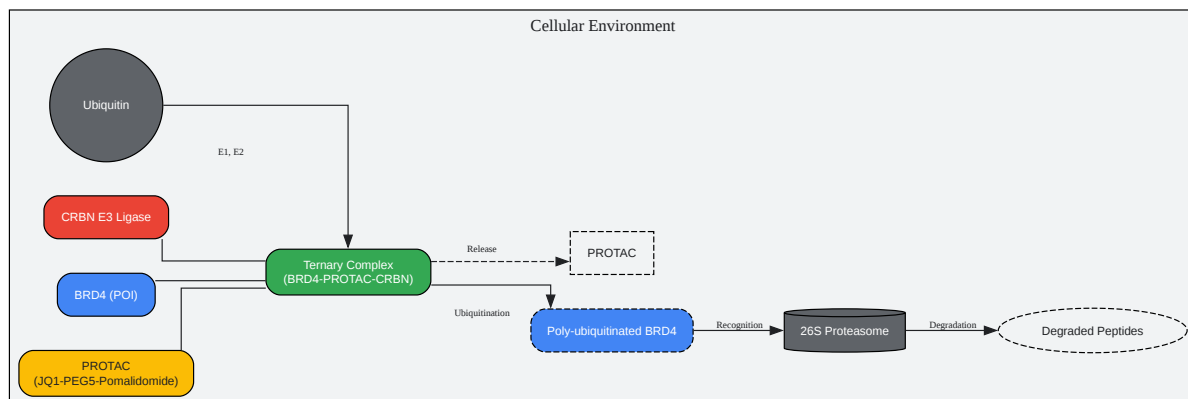 Cellular Environment
Ubiquitin
E1, E2
CRBN E3 Ligase
Ternary Complex
(BRD4-PROTAC-CRBN)
Release
PROTAC
BRD4 (POI)
Ubiquitination
Poly-ubiquitinated BRD4
Recognition
26S Proteasome
Degradation
Degraded Peptides
PROTAC
(JQ1-PEG5-Pomalidomide)